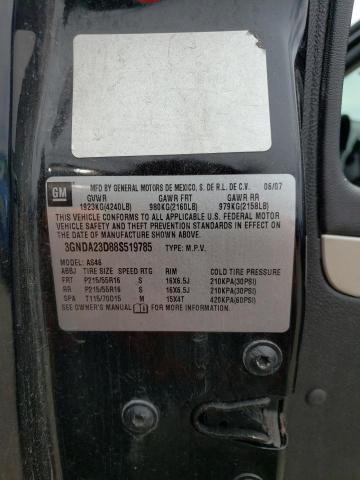 GM
MFD BY GENERAL MOTORS DE MEXICO, S. DE R.L. DE C.V. 06/07
GVWR GAWR FRT GAWR RR
1923KG(4240LB) 980KG(2160LB) 979KG(2158LB)
THIS VEHICLE CONFORMS TO ALL APPLICABLE U.S. FEDERAL MOTOR
VEHICLE SAFETY, BUMPER, AND THEFT PREVENTION STANDARDS IN
EFFECT ON THE DATE OF MANUFACTURE SHOWN ABOVE.
3GNDA23D88S519785 TYPE: M.P.V.
MODEL: AS46
ABBJ TIRE SIZE SPEED RTG RIM COLD TIRE PRESSURE
FRT P215/55R16 S 16X6.5J 210KPA(30PSI)
RR P215/55R16 S 16X6.5J 210KPA(30PSI)
SPA T115/70D15 M 15X4T 420KPA(60PSI)
SEE OWNER'S MANUAL FOR MORE INFORMATION.